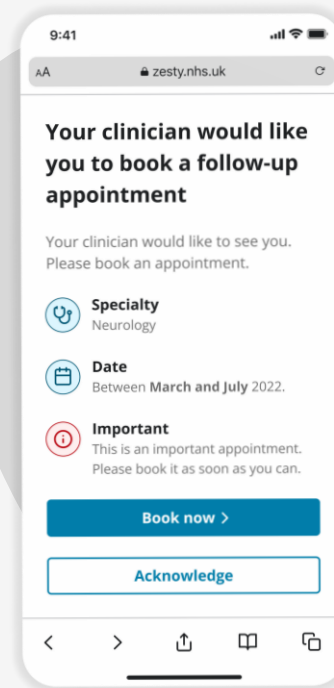 9:41
AA zesty.nhs.uk
Your clinician would like
you to book a follow-up
appointment
Your clinician would like to see you.
Please book an appointment.
Specialty
Neurology
Date
Between March and July 2022.
Important
This is an important appointment.
Please book it as soon as you can.
Book now
Acknowledge